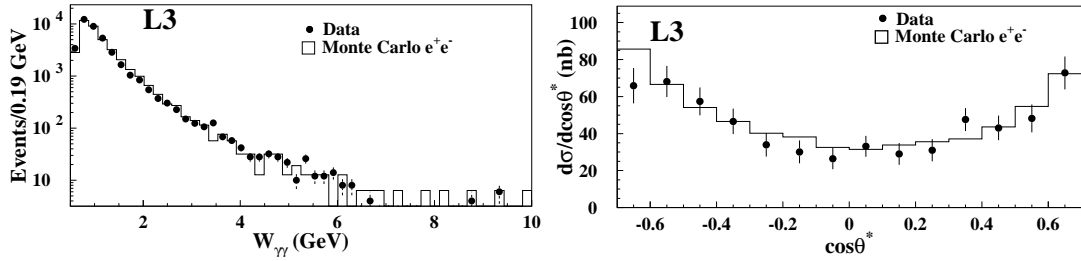 L3
Data
Monte Carlo e⁺e⁻
Events/0.19 GeV
10⁴
10³
10²
10
2
4
6
8
10
W_γγ (GeV)
L3
Data
Monte Carlo e⁺e⁻
dσ/dcosθ* (nb)
100
80
60
40
20
0
-0.6
-0.4
-0.2
0
0.2
0.4
0.6
cosθ*